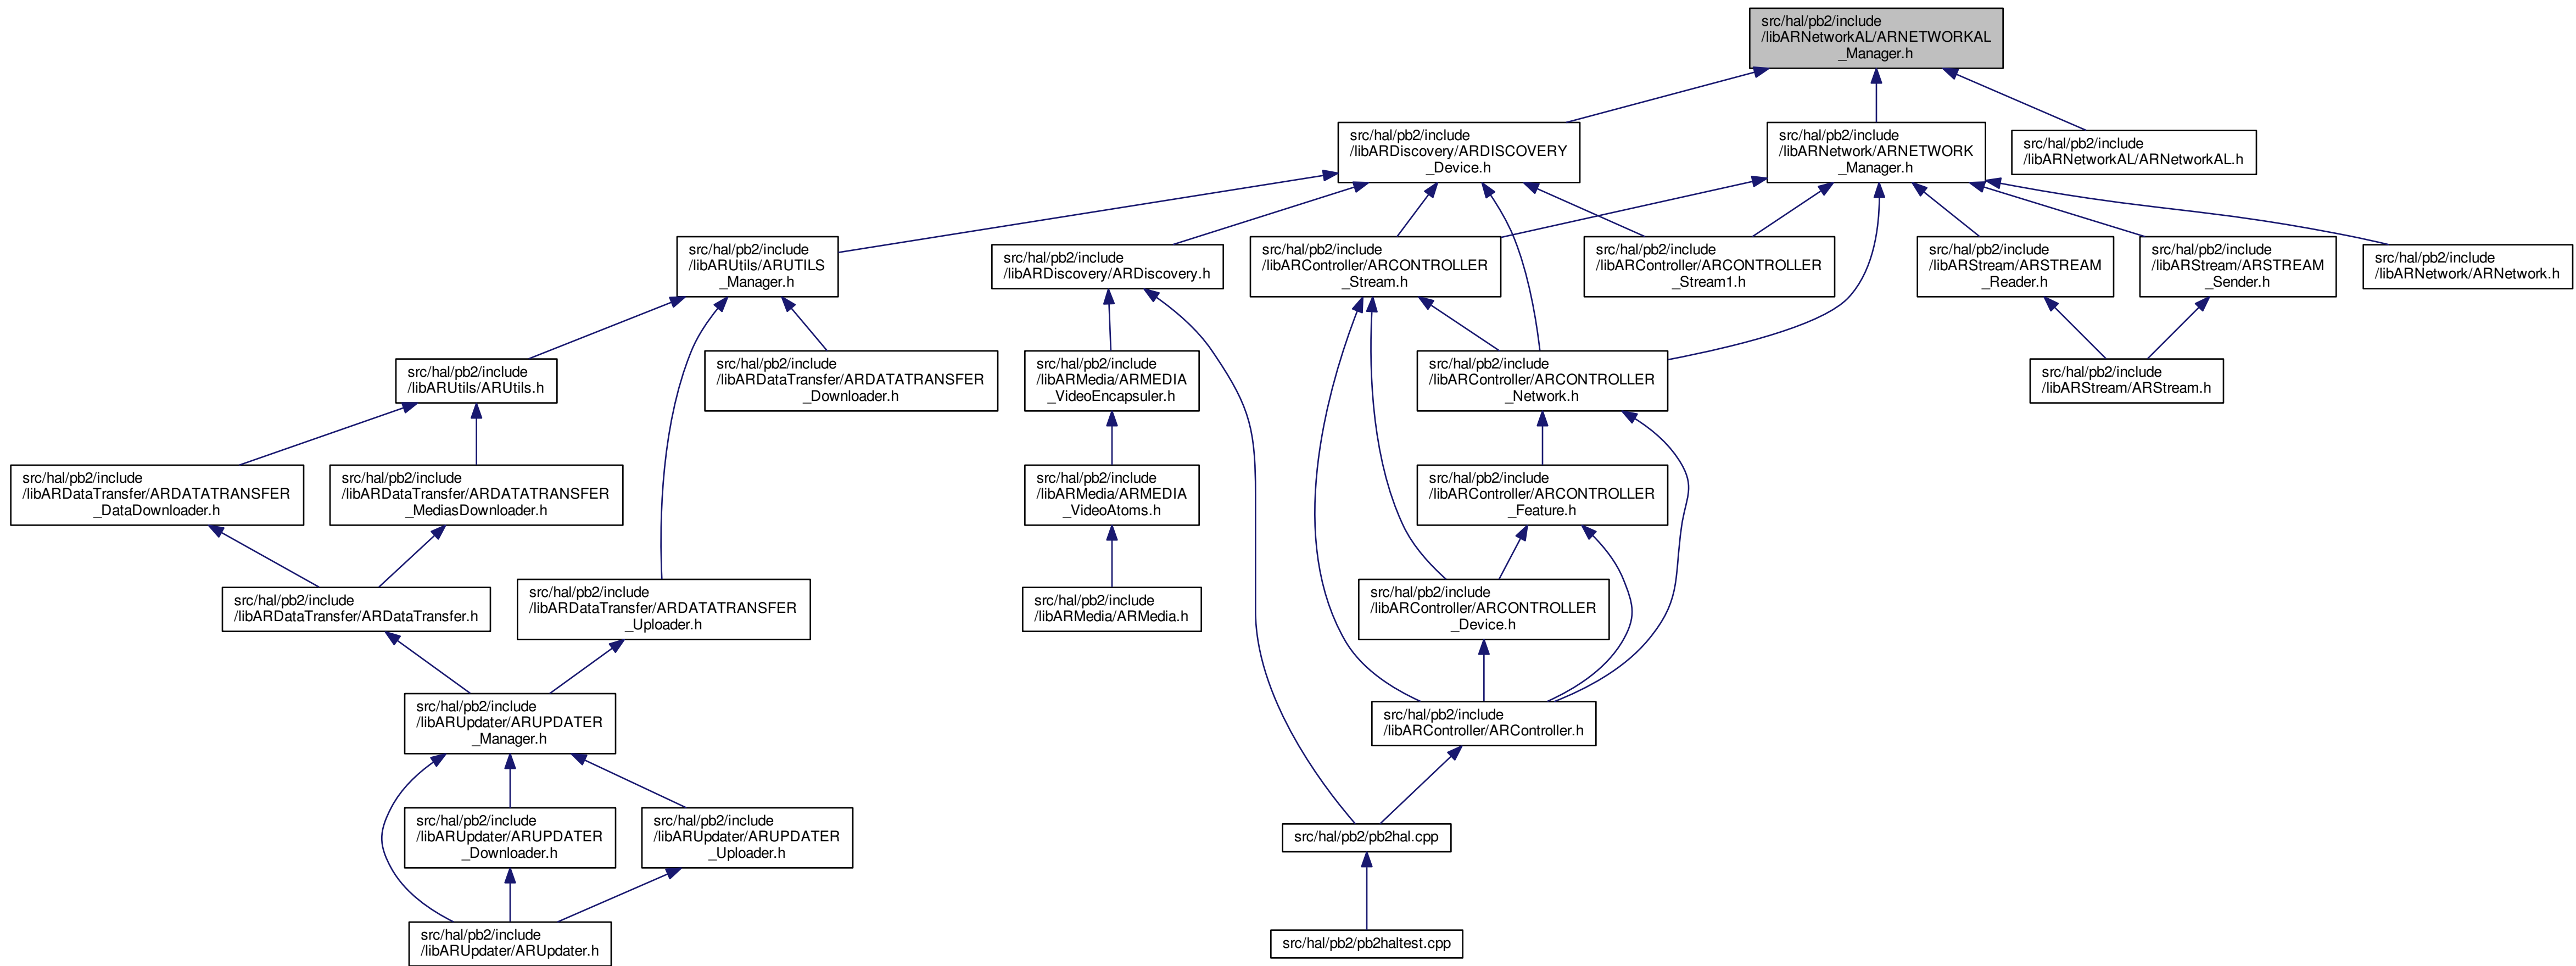 src/hal/pb2/include
/libARNetworkAL/ARNETWORKAL
_Manager.h
src/hal/pb2/include
/libARDiscovery/ARDISCOVERY
_Device.h
src/hal/pb2/include
/libARNetwork/ARNETWORK
_Manager.h
src/hal/pb2/include
/libARNetworkAL/ARNetworkAL.h
src/hal/pb2/include
/libARUtils/ARUTILS
_Manager.h
src/hal/pb2/include
/libARDiscovery/ARDiscovery.h
src/hal/pb2/include
/libARController/ARCONTROLLER
_Stream.h
src/hal/pb2/include
/libARController/ARCONTROLLER
_Stream1.h
src/hal/pb2/include
/libARStream/ARSTREAM
_Reader.h
src/hal/pb2/include
/libARStream/ARSTREAM
_Sender.h
src/hal/pb2/include
/libARNetwork/ARNetwork.h
src/hal/pb2/include
/libARUtils/ARUtils.h
src/hal/pb2/include
/libARDataTransfer/ARDATATRANSFER
_Downloader.h
src/hal/pb2/include
/libARMedia/ARMEDIA
_VideoEncapsuler.h
src/hal/pb2/include
/libARController/ARCONTROLLER
_Network.h
src/hal/pb2/include
/libARStream/ARStream.h
src/hal/pb2/include
/libARDataTransfer/ARDATATRANSFER
_DataDownloader.h
src/hal/pb2/include
/libARDataTransfer/ARDATATRANSFER
_MediasDownloader.h
src/hal/pb2/include
/libARMedia/ARMEDIA
_VideoAtoms.h
src/hal/pb2/include
/libARController/ARCONTROLLER
_Feature.h
src/hal/pb2/include
/libARDataTransfer/ARDataTransfer.h
src/hal/pb2/include
/libARDataTransfer/ARDATATRANSFER
_Uploader.h
src/hal/pb2/include
/libARMedia/ARMedia.h
src/hal/pb2/include
/libARController/ARCONTROLLER
_Device.h
src/hal/pb2/include
/libARUpdater/ARUPDATER
_Manager.h
src/hal/pb2/include
/libARController/ARController.h
src/hal/pb2/include
/libARUpdater/ARUPDATER
_Downloader.h
src/hal/pb2/include
/libARUpdater/ARUPDATER
_Uploader.h
src/hal/pb2/pb2hal.cpp
src/hal/pb2/include
/libARUpdater/ARUpdater.h
src/hal/pb2/pb2haltest.cpp